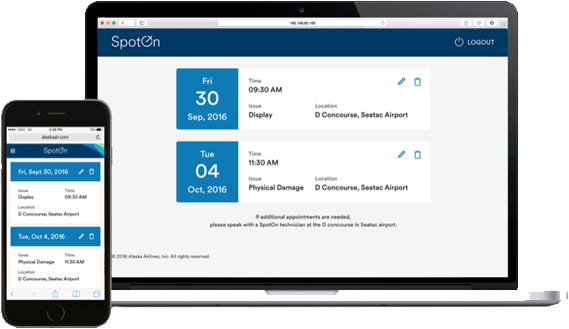 192.168.92.160
SpotOn
LOGOUT
Fri
30
Sep, 2016
Time
09:30 AM
Issue
Display
Location
D Concourse, Seatac Airport
Tue
04
Oct, 2016
Time
11:30 AM
Issue
Physical Damage
Location
D Concourse, Seatac Airport
If additional appointments are needed,
please speak with a SpotOn technician at the D concourse in Seatac airport.
© 2016 Alaska Airlines, Inc. All rights reserved.
2:38 PM
alaskaair.com
SpotOn
Fri, Sept 30, 2016
Issue
Display
Time
09:30 AM
Location
D Concourse, Seatac Airport
Tue, Oct 4, 2016
Issue
Physical Damage
Time
11:30 AM
Location
D Concourse, Seatac Airport